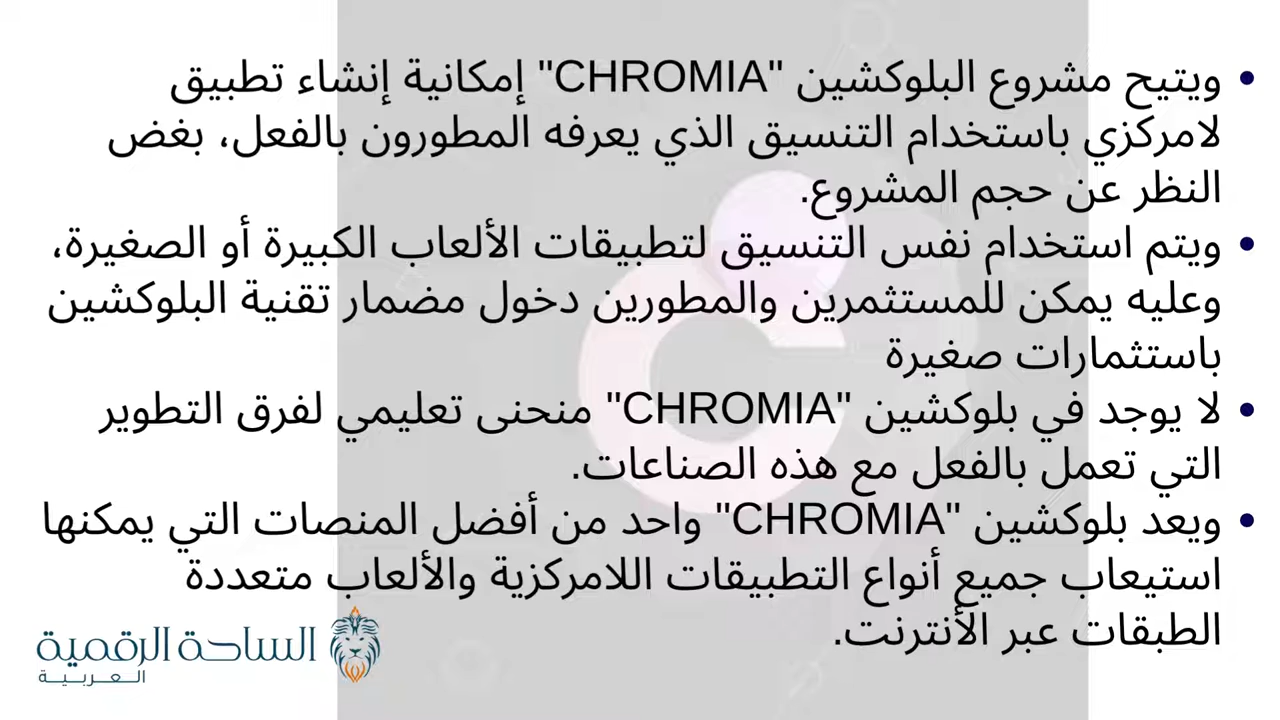 • ويتيح مشروع البلوكشين "CHROMIA" إمكانية إنشاء تطبيق
لامركزي باستخدام التنسيق الذي يعرفه المطورون بالفعل، بغض
النظر عن حجم المشروع.
• ويتم استخدام نفس التنسيق لتطبيقات الألعاب الكبيرة أو الصغيرة،
وعليه يمكن للمستثمرين والمطورين دخول مضمار تقنية البلوكشين
باستثمارات صغيرة
• لا يوجد في بلوكشين "CHROMIA" منحنى تعليمي لفرق التطوير
التي تعمل بالفعل مع هذه الصناعات.
• ويعد بلوكشين "CHROMIA" واحد من أفضل المنصات التي يمكنها
استيعاب جميع أنواع التطبيقات اللامركزية والألعاب متعددة
الطبقات عبر الأنترنت.
الساحة الرقمية
العربية